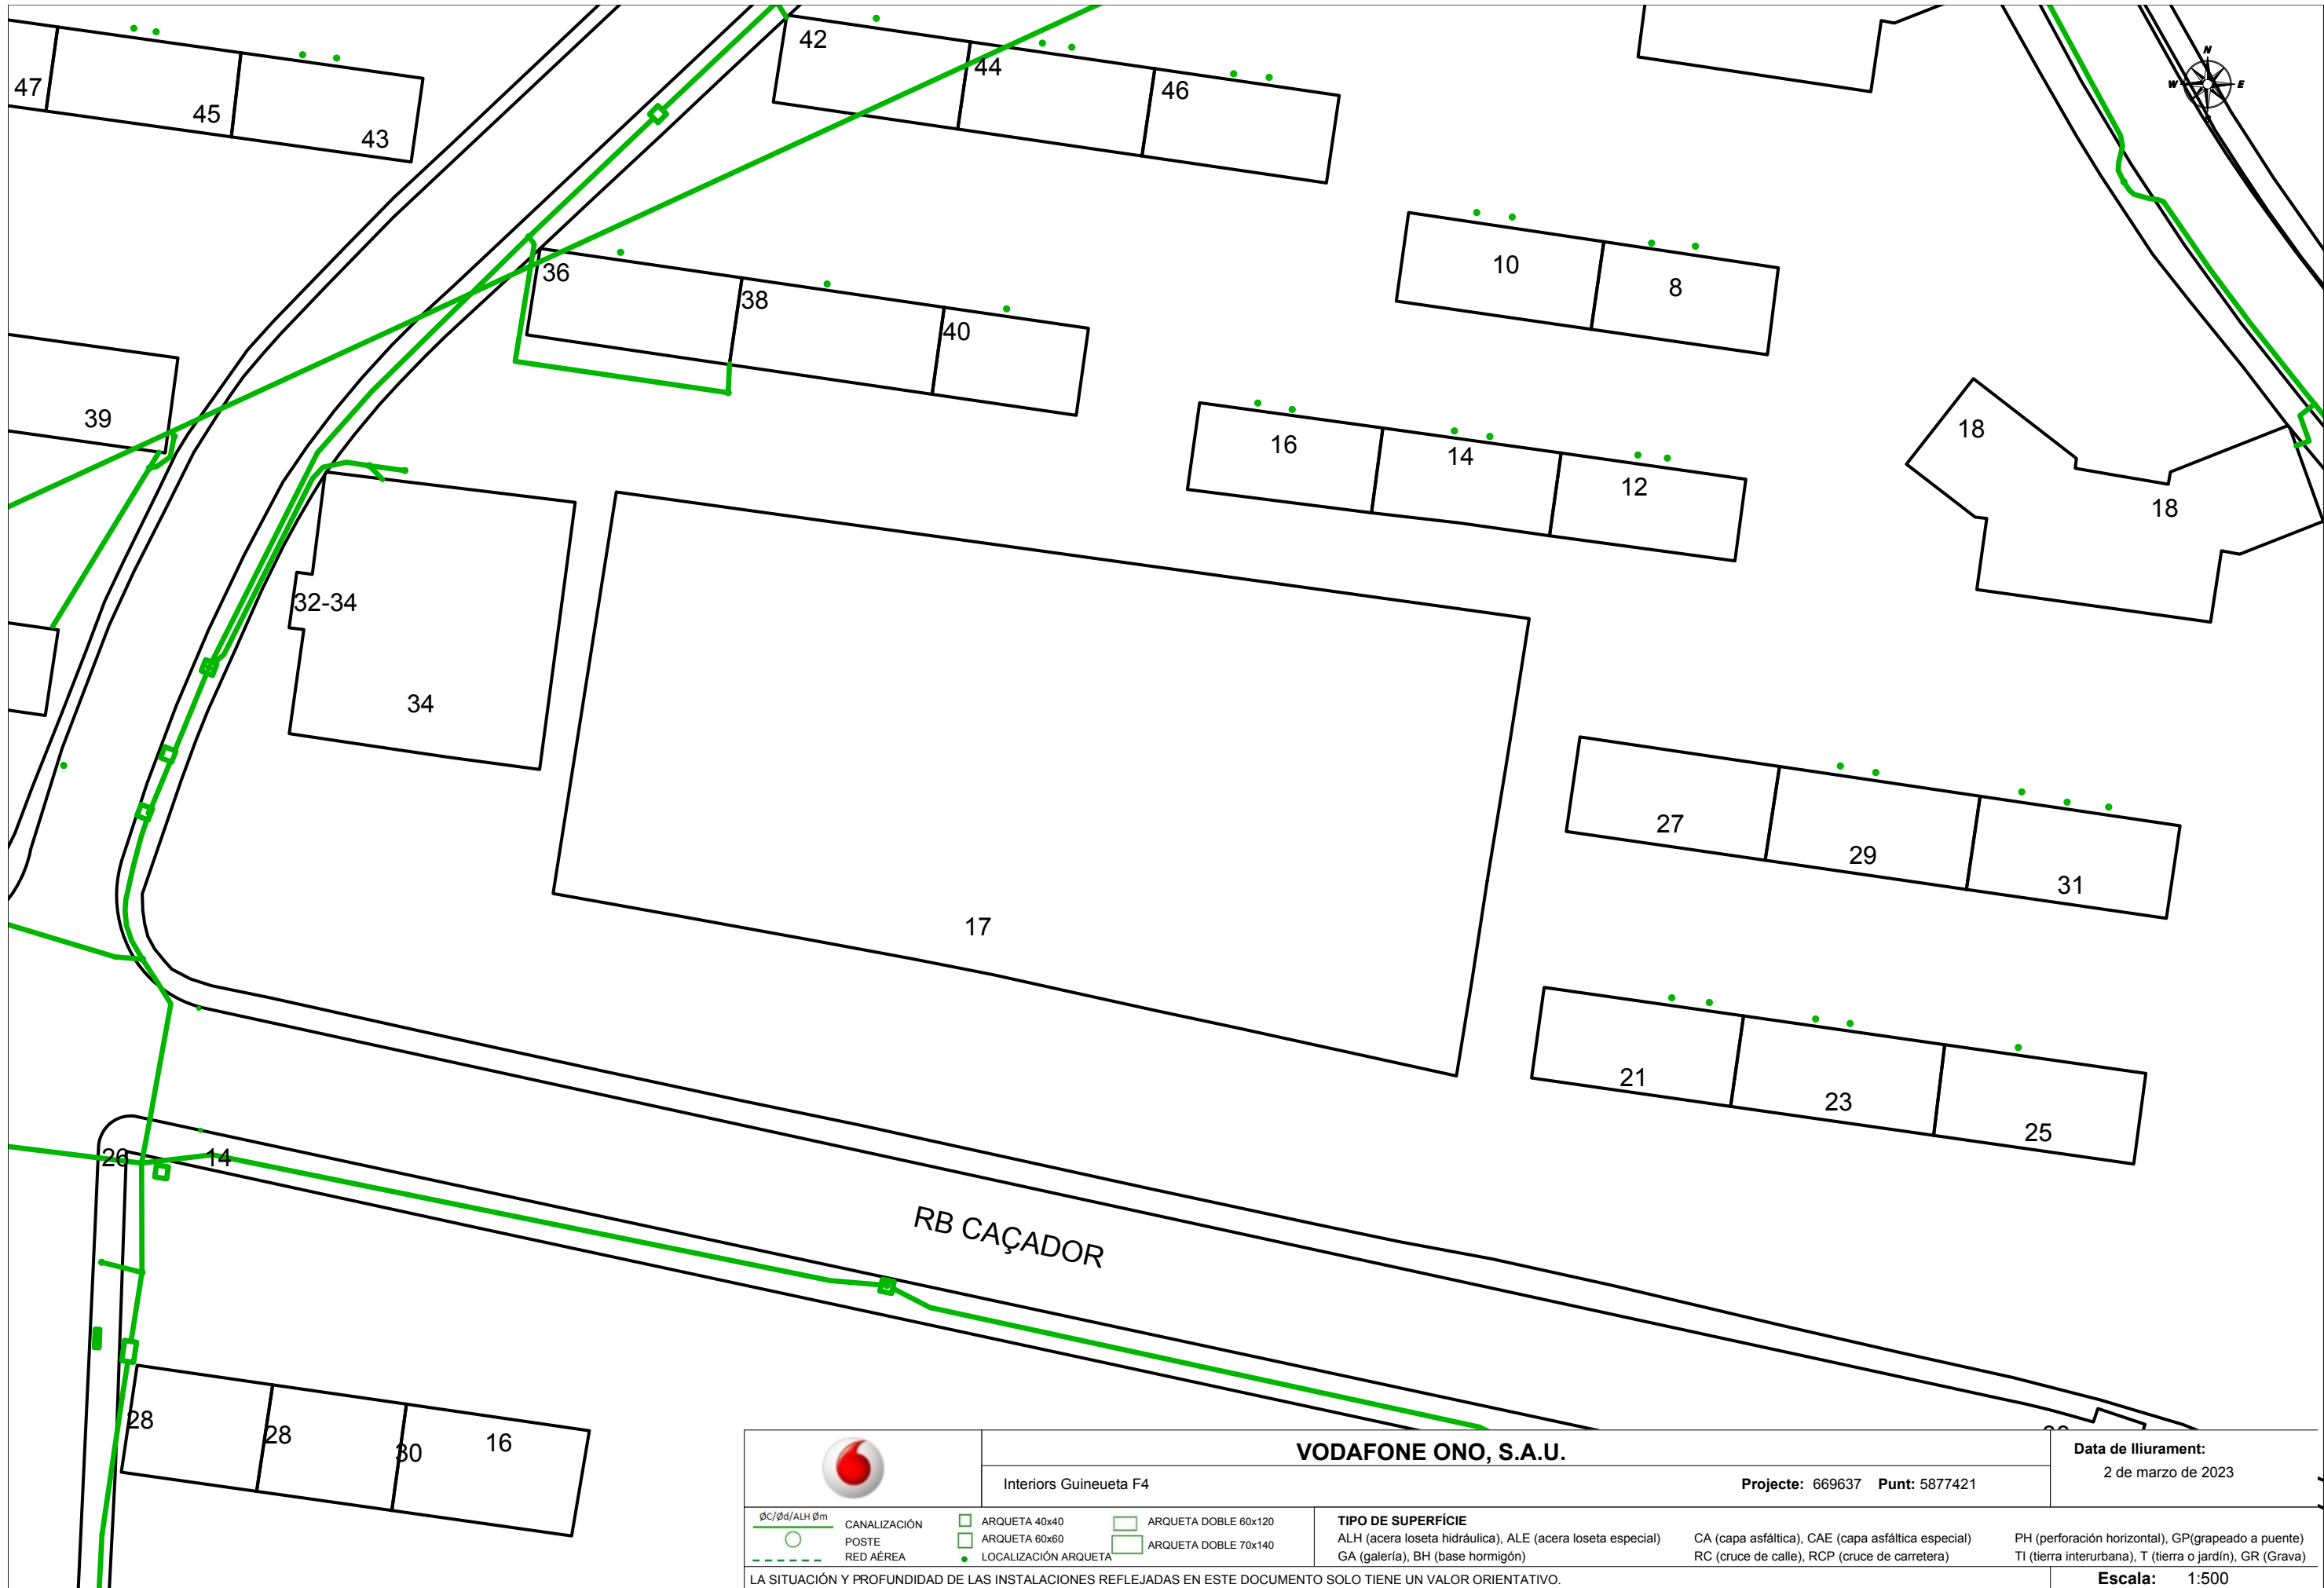 42
44
46
47
45
43
N
W
E
36
38
40
10
8
39
16
14
12
18
18
32-34
34
27
29
31
17
21
23
25
26
14
RB CAÇADOR
28
28
30
16
VODAFONE ONO, S.A.U.
Data de lliurament:
2 de marzo de 2023
Interiors Guineueta F4
Projecte: 669637 Punt: 5877421
ØC/Ød/ALH Øm
CANALIZACIÓN
POSTE
RED AÉREA
ARQUETA 40x40
ARQUETA 60x60
LOCALIZACIÓN ARQUETA
ARQUETA DOBLE 60x120
ARQUETA DOBLE 70x140
TIPO DE SUPERFÍCIE
ALH (acera loseta hidráulica), ALE (acera loseta especial)
GA (galería), BH (base hormigón)
CA (capa asfáltica), CAE (capa asfáltica especial)
RC (cruce de calle), RCP (cruce de carretera)
PH (perforación horizontal), GP(grapeado a puente)
TI (tierra interurbana), T (tierra o jardín), GR (Grava)
LA SITUACIÓN Y PROFUNDIDAD DE LAS INSTALACIONES REFLEJADAS EN ESTE DOCUMENTO SOLO TIENE UN VALOR ORIENTATIVO.
Escala: 1:500